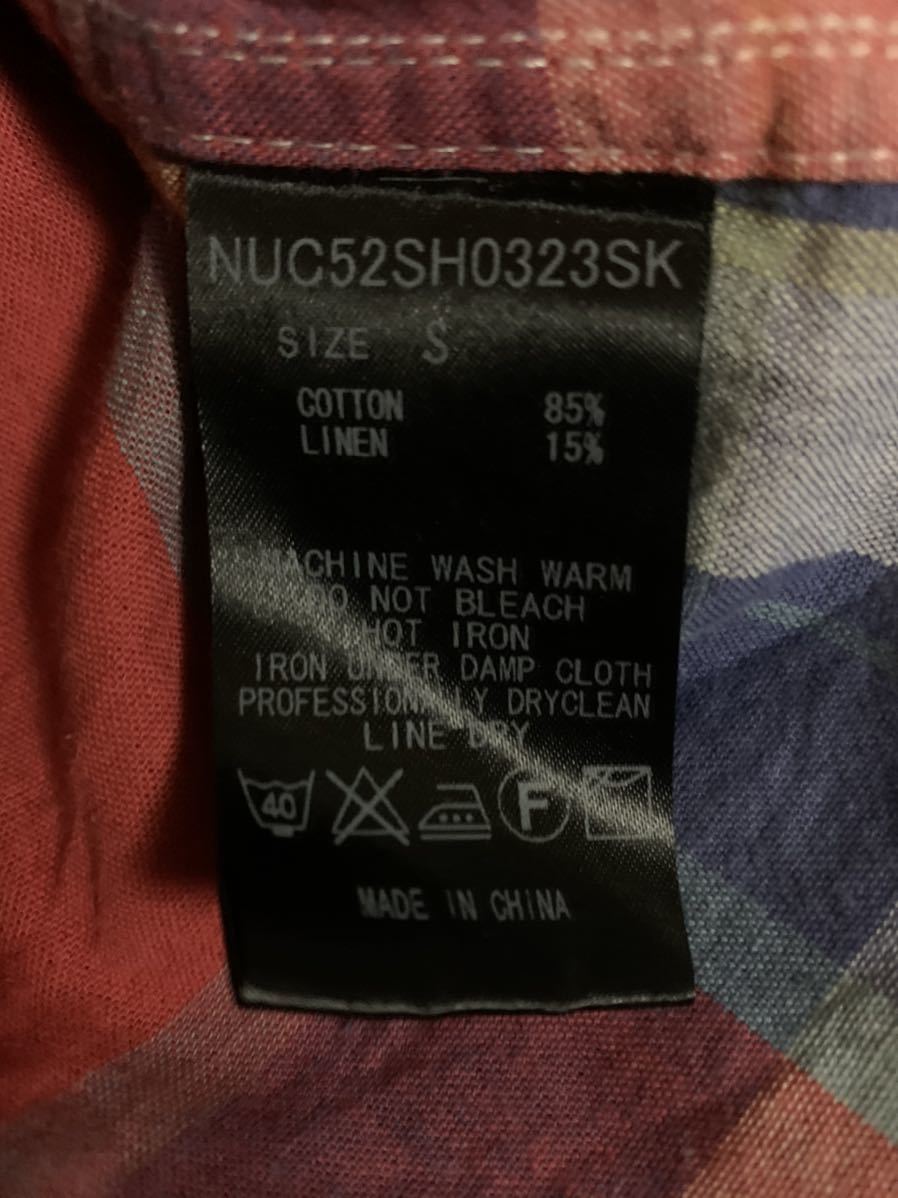 NUC52SH0323SK
SIZE S
COTTON 85%
LINEN 15%
MACHINE WASH WARM
DO NOT BLEACH
HOT IRON
IRON UNDER DAMP CLOTH
PROFESSIONALLY DRYCLEAN
LINE DRY
40 F
MADE IN CHINA